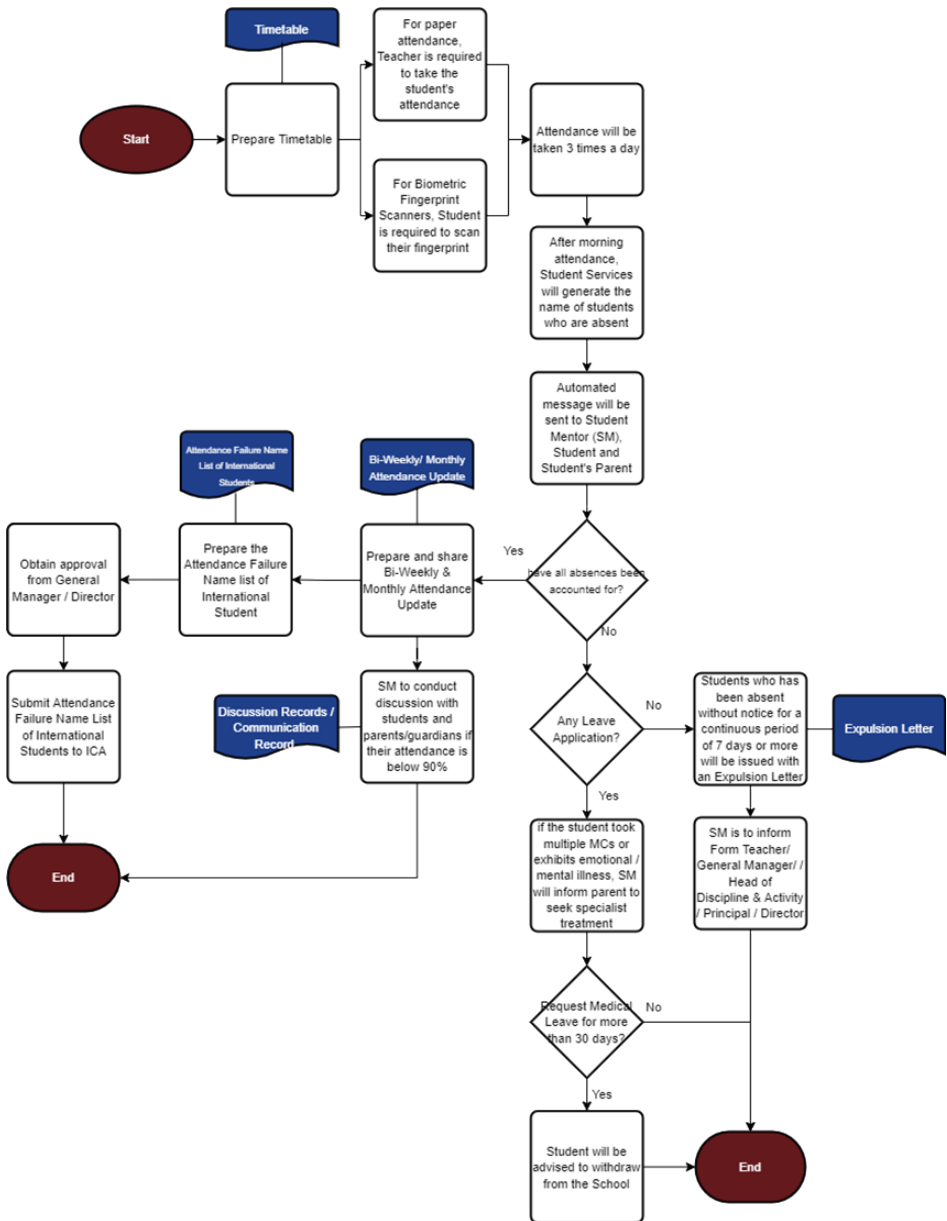 Timetable
Start
Prepare Timetable
For paper
attendance,
Teacher is required
to take the
student's
attendance
For Biometric
Fingerprint
Scanners, Student
is required to scan
their fingerprint
Attendance will be
taken 3 times a day
After morning
attendance,
Student Services
will generate the
name of students
who are absent
Automated
message will be
sent to Student
Mentor (SM),
Student and
Student's Parent
have all absences been
accounted for?
Yes
No
Bi-Weekly/ Monthly
Attendance Update
Prepare and share
Bi-Weekly &
Monthly Attendance
Update
Attendance Failure Name
List of International
Students
Prepare the
Attendance Failure
Name list of
International
Student
Obtain approval
from General
Manager / Director
Submit Attendance
Failure Name List
of International
Students to ICA
End
Discussion Records /
Communication
Record
SM to conduct
discussion with
students and
parents/guardians if
their attendance is
below 90%
Any Leave
Application?
No
Yes
Students who has
been absent
without notice for a
continuous period
of 7 days or more
will be issued with
an Expulsion Letter
Expulsion Letter
SM is to inform
Form Teacher/
General Manager/ /
Head of
Discipline & Activity
/ Principal / Director
if the student took
multiple MCs or
exhibits emotional /
mental illness, SM
will inform parent to
seek specialist
treatment
Request Medical
Leave for more
than 30 days?
No
Yes
Student will be
advised to withdraw
from the School
End